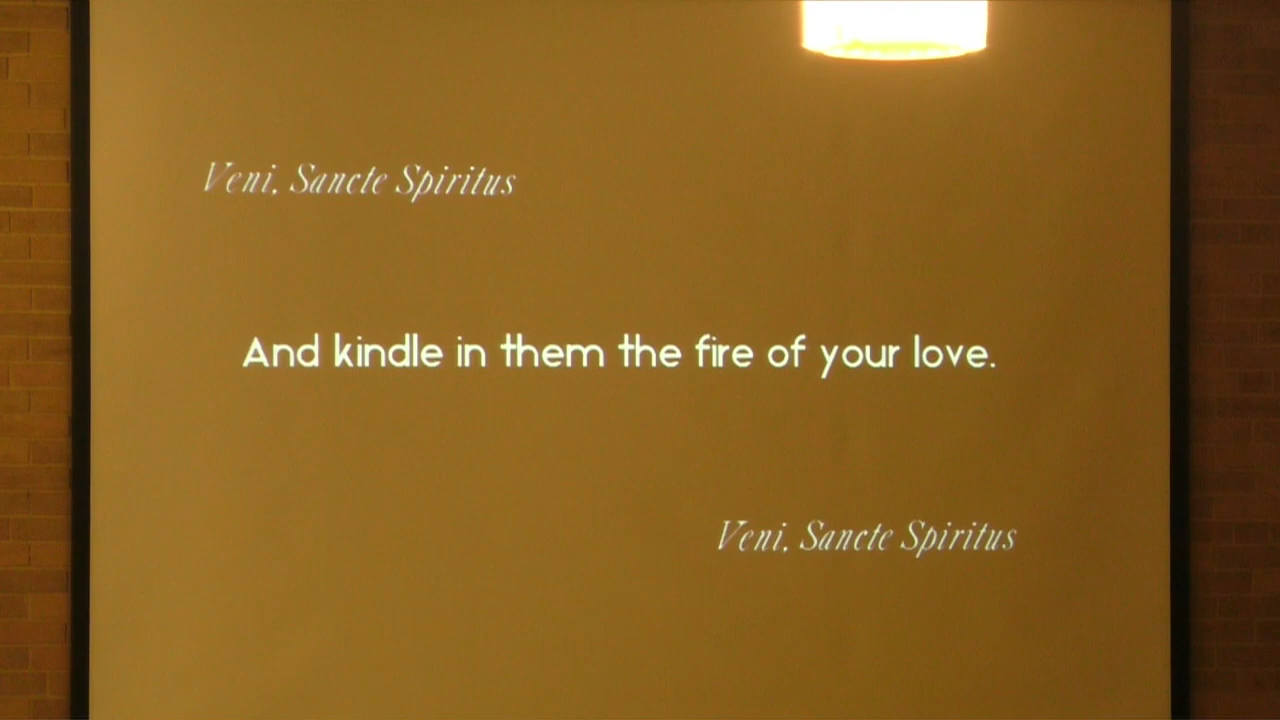 Veni, Sancte Spiritus
And kindle in them the fire of your love.
Veni, Sancte Spiritus